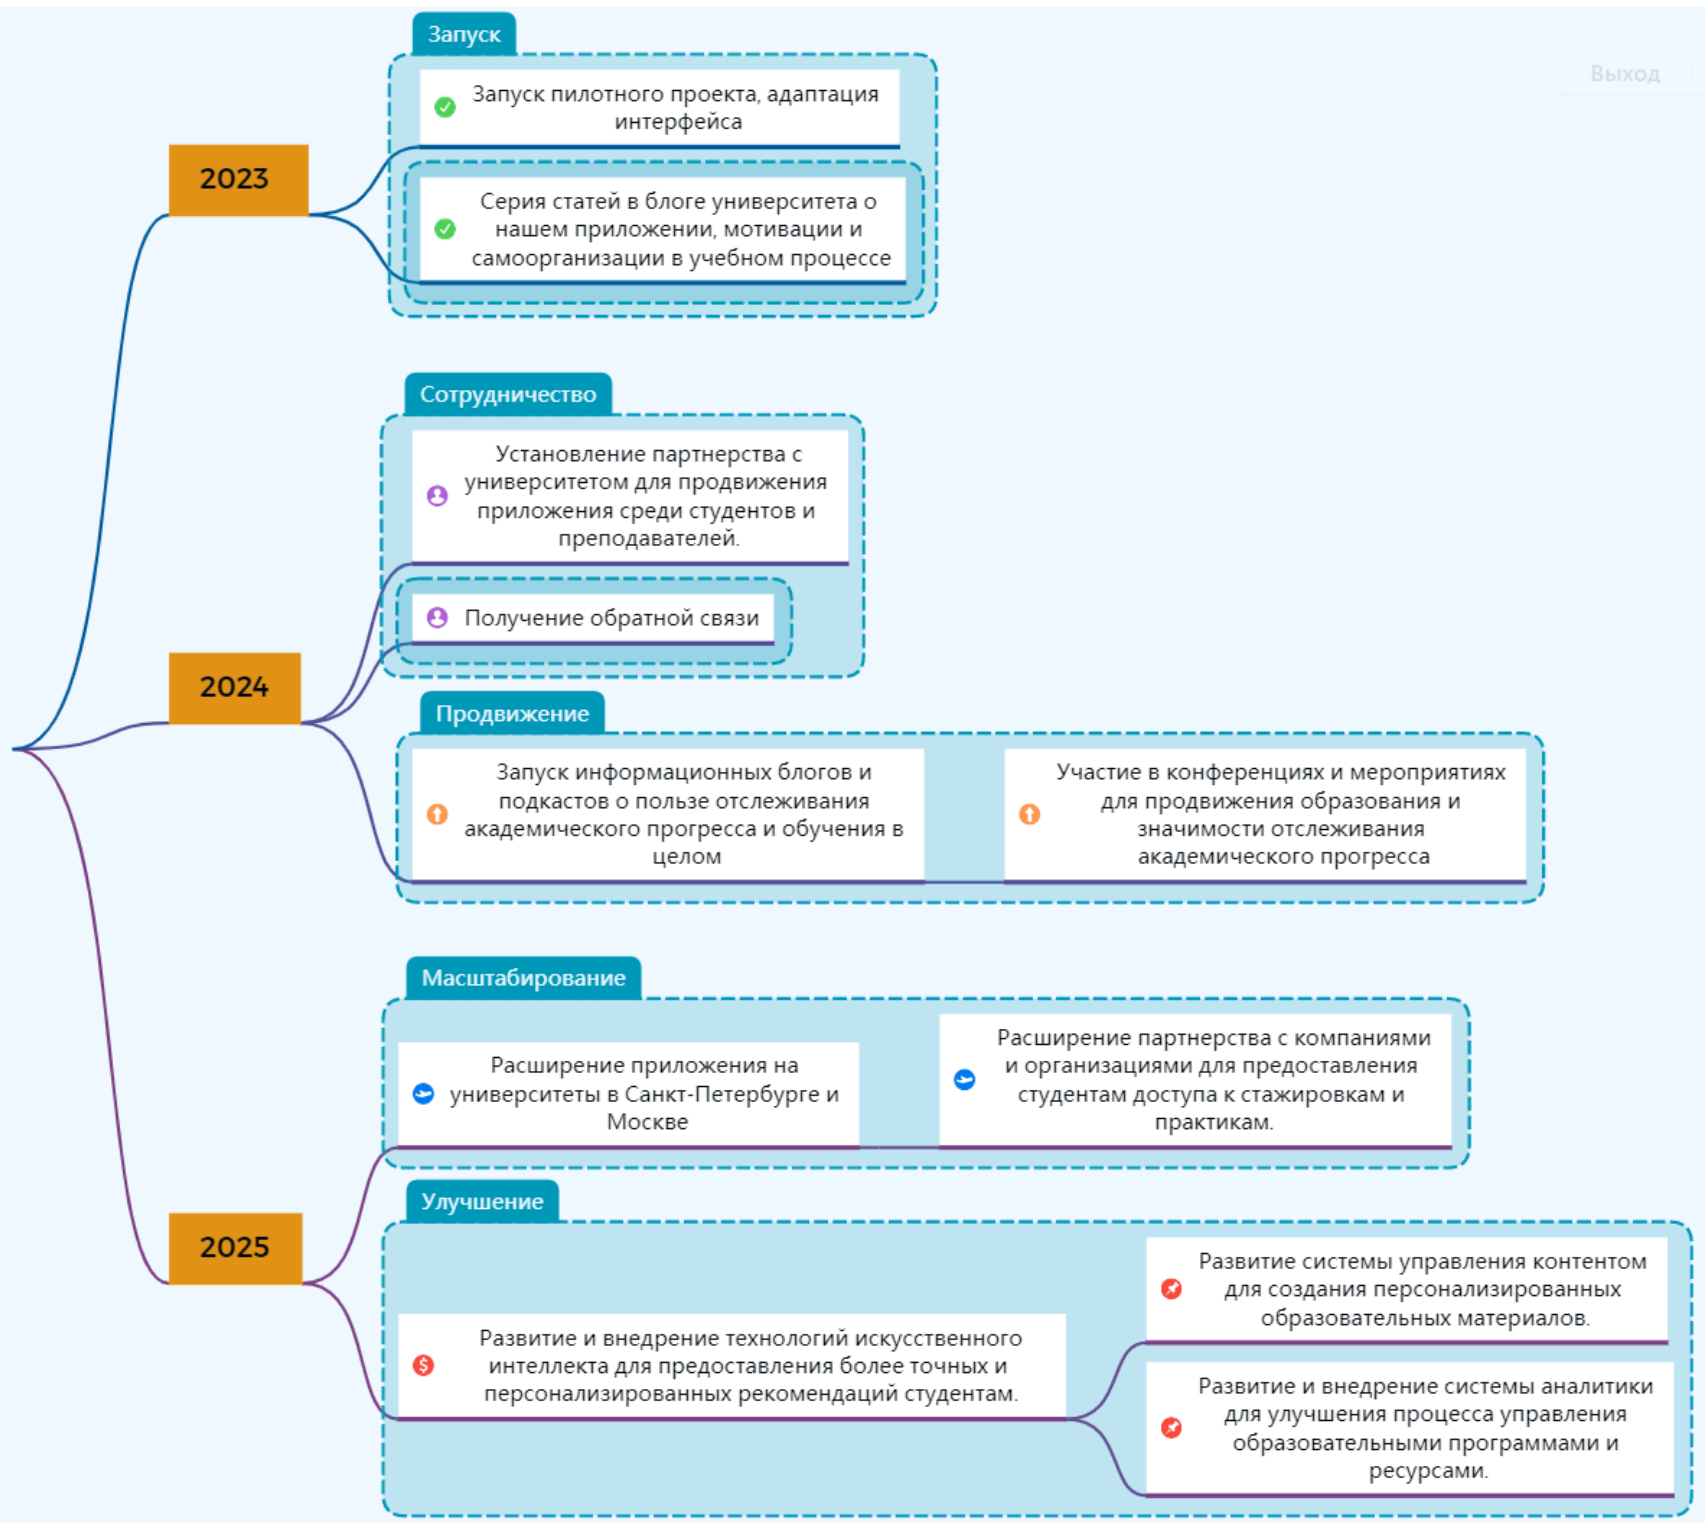 Запуск
Выход
Запуск пилотного проекта, адаптация
интерфейса
2023
Серия статей в блоге университета о
нашем приложении, мотивации и
самоорганизации в учебном процессе
Сотрудничество
Установление партнерства с
университетом для продвижения
приложения среди студентов и
преподавателей.
Получение обратной связи
2024
Продвижение
Запуск информационных блогов и
подкастов о пользе отслеживания
академического прогресса и обучения в
целом
Участие в конференциях и мероприятиях
для продвижения образования и
значимости отслеживания
академического прогресса
Масштабирование
Расширение приложения на
университеты в Санкт-Петербурге и
Москве
Расширение партнерства с компаниями
и организациями для предоставления
студентам доступа к стажировкам и
практикам.
Улучшение
2025
Развитие и внедрение технологий искусственного
интеллекта для предоставления более точных и
персонализированных рекомендаций студентам.
Развитие системы управления контентом
для создания персонализированных
образовательных материалов.
Развитие и внедрение системы аналитики
для улучшения процесса управления
образовательными программами и
ресурсами.